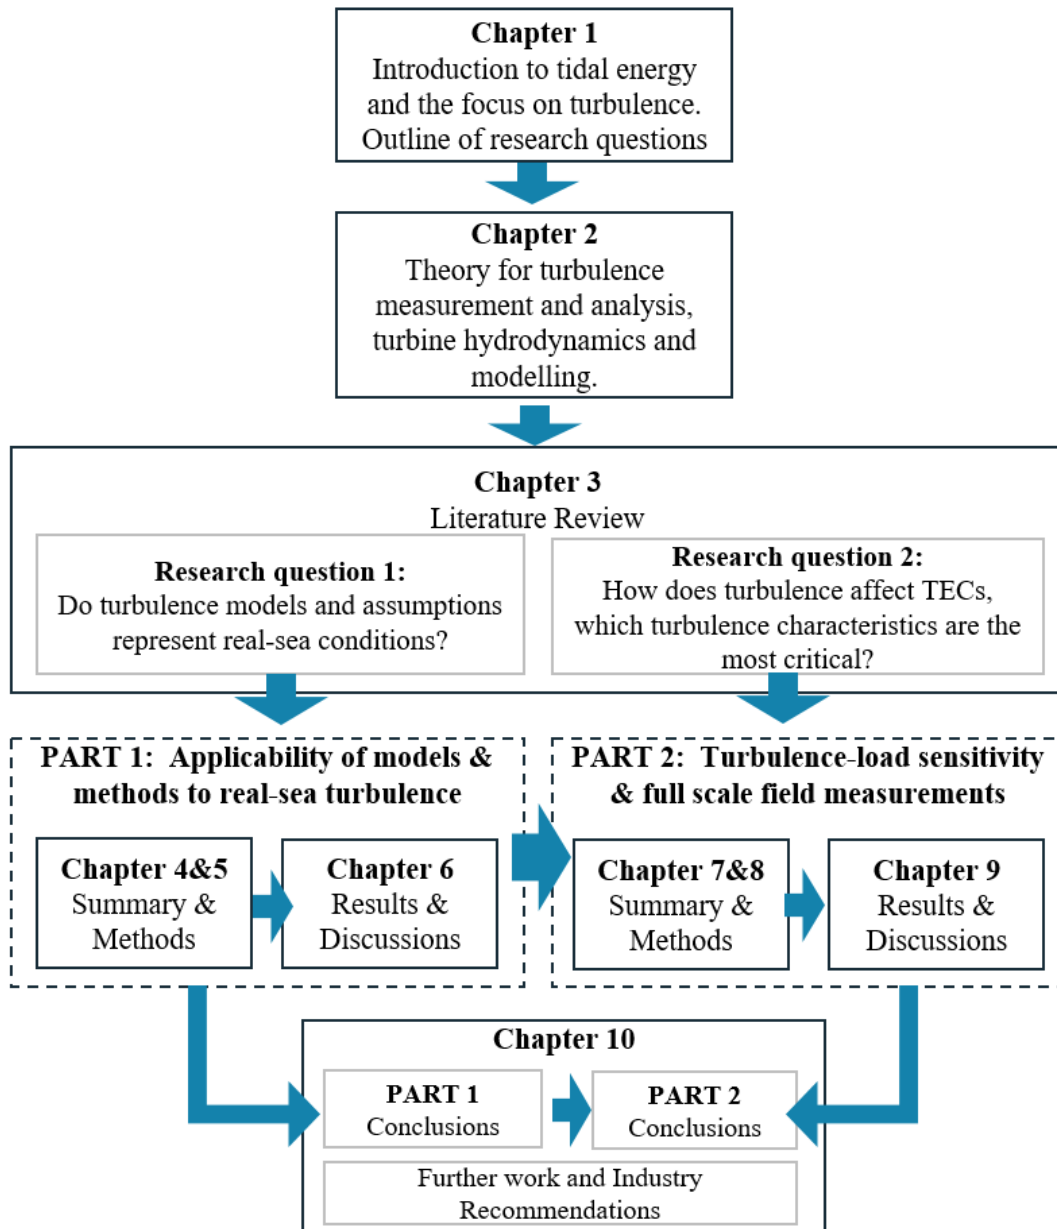 Chapter 1
Introduction to tidal energy
and the focus on turbulence.
Outline of research questions
Chapter 2
Theory for turbulence
measurement and analysis,
turbine hydrodynamics and
modelling.
Chapter 3
Literature Review
Research question 1:
Do turbulence models and assumptions
represent real-sea conditions?
Research question 2:
How does turbulence affect TECs,
which turbulence characteristics are the
most critical?
PART 1:  Applicability of models &
methods to real-sea turbulence
Chapter 4&5
Summary &
Methods
Chapter 6
Results &
Discussions
PART 2:  Turbulence-load sensitivity
& full scale field measurements
Chapter 7&8
Summary &
Methods
Chapter 9
Results &
Discussions
Chapter 10
PART 1
Conclusions
PART 2
Conclusions
Further work and Industry
Recommendations